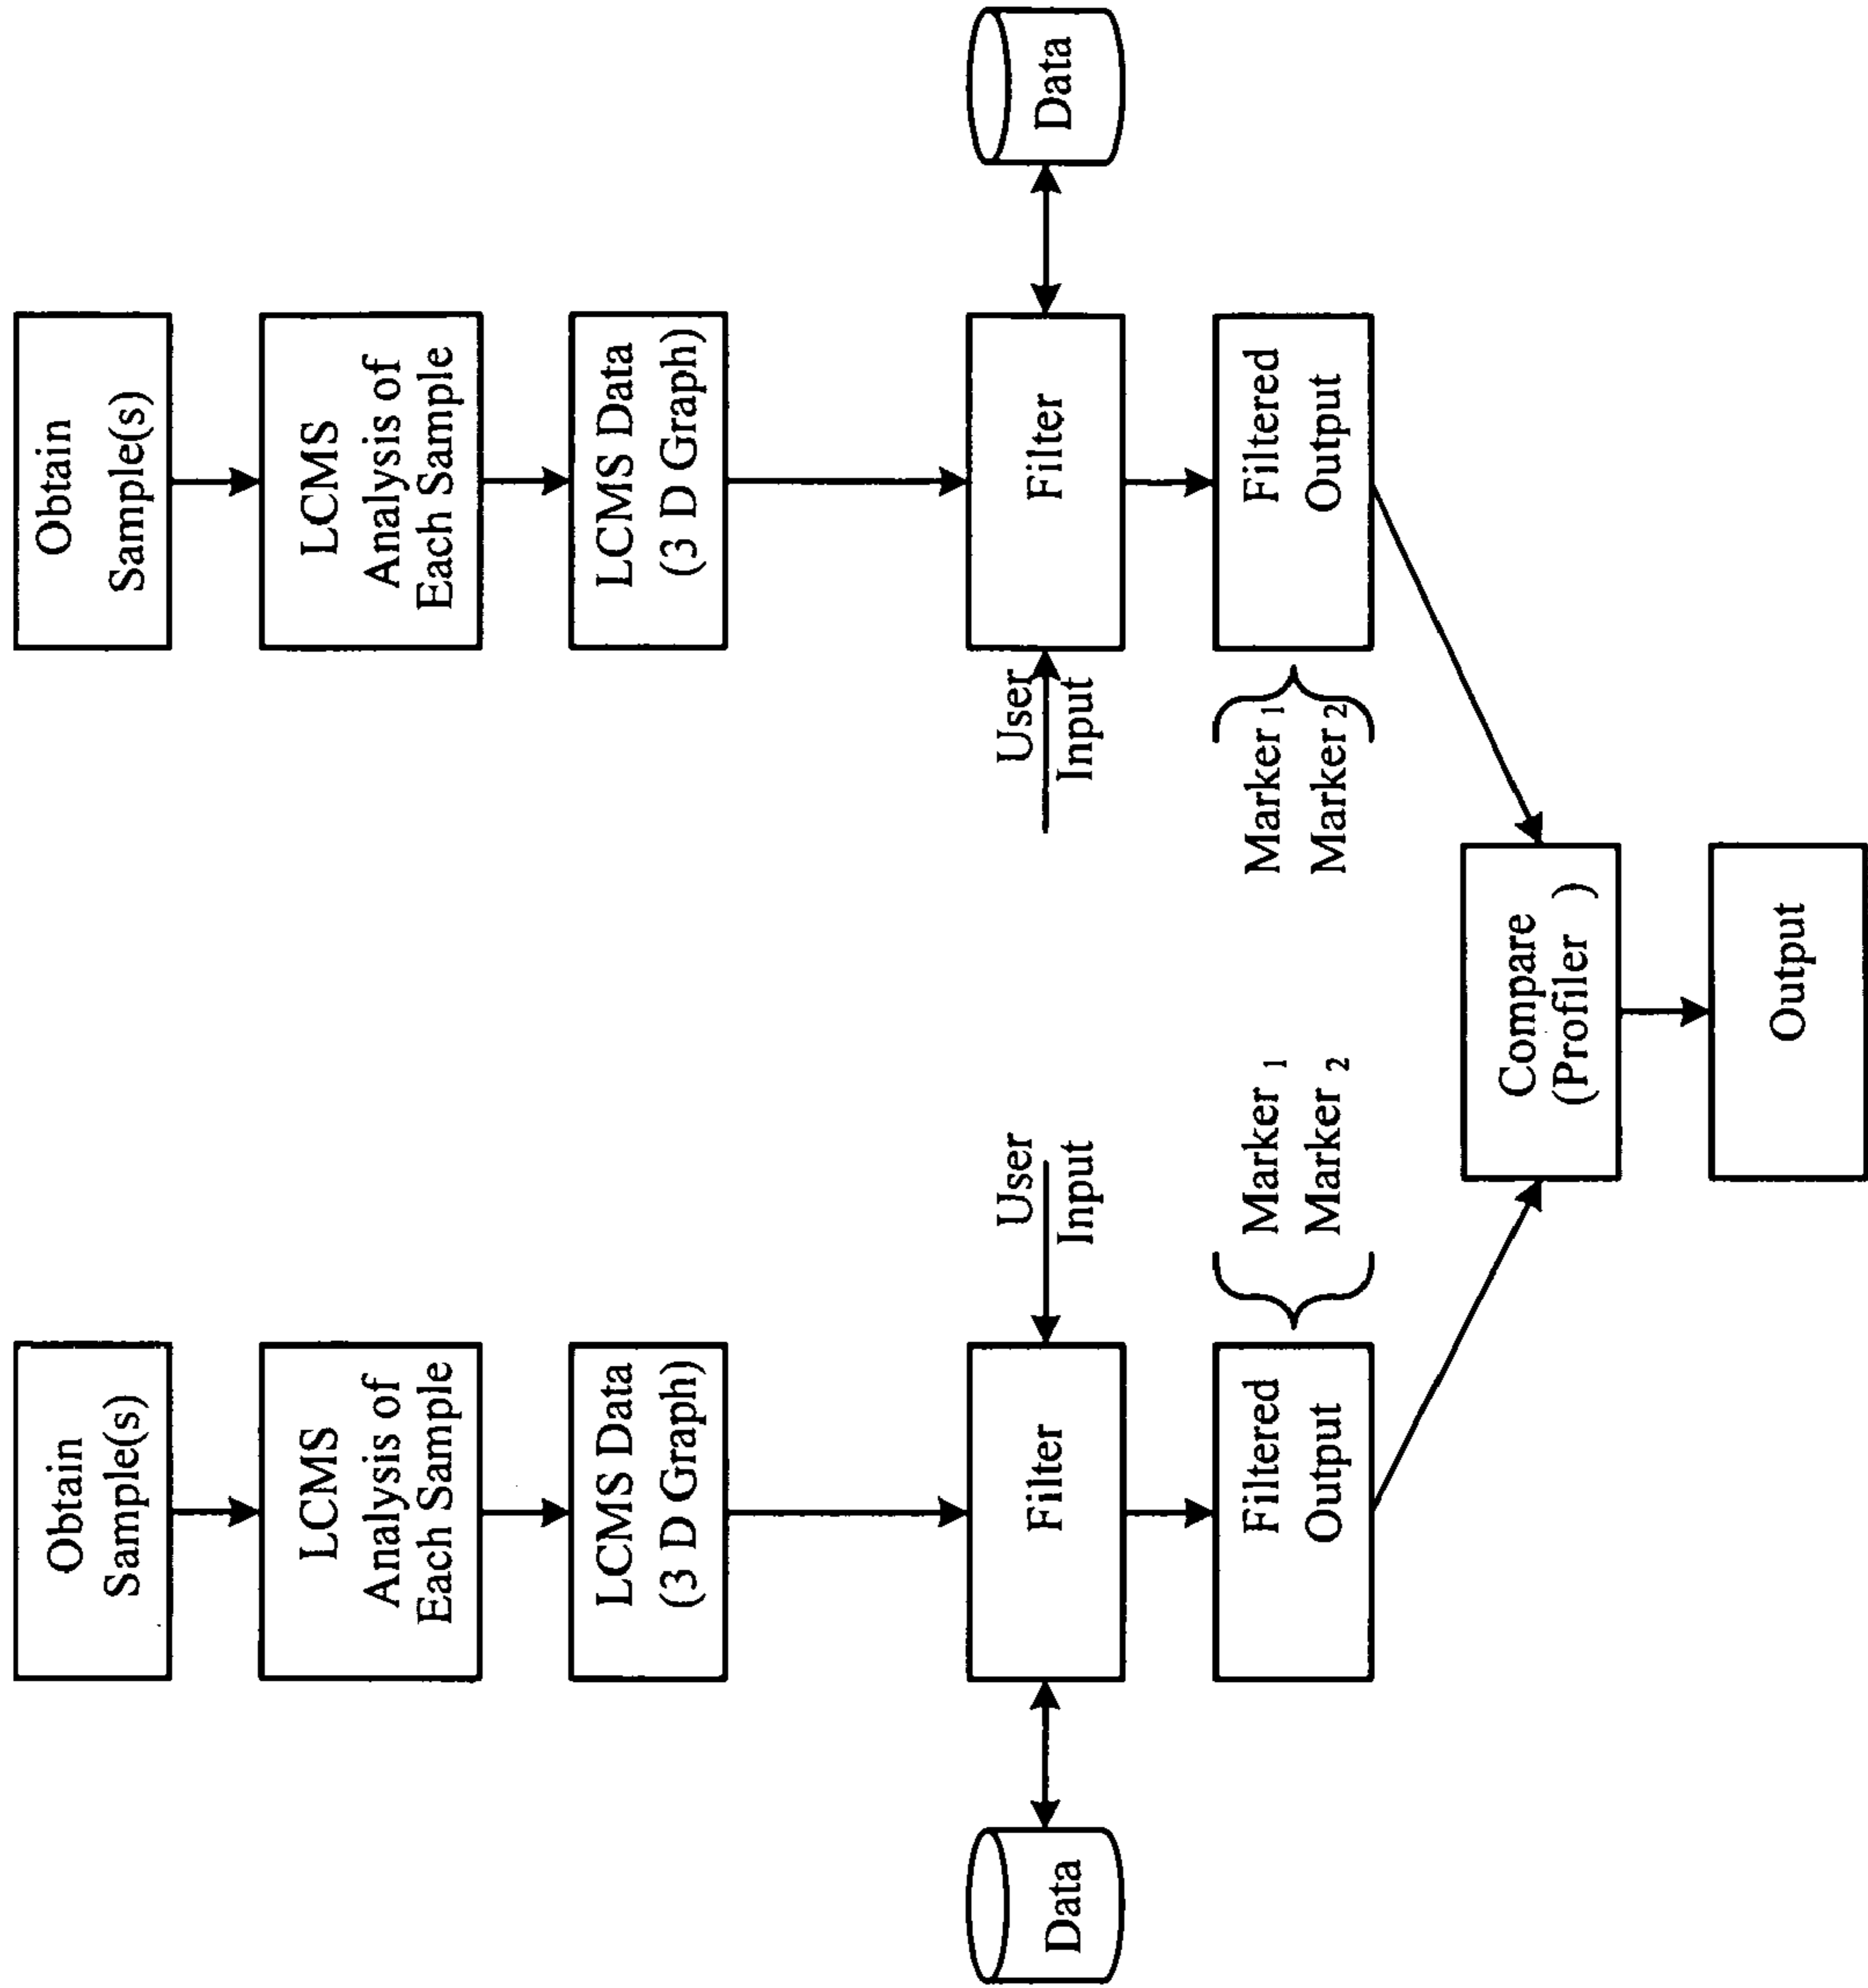 Obtain
Sample(s)
LCMS
Analysis of
Each Sample
LCMS Data
(3 D Graph)
Data
Filter
User
Input
Filtered
Output
Marker 1
Marker 2
Obtain
Sample(s)
LCMS
Analysis of
Each Sample
LCMS Data
(3 D Graph)
User
Input
Filter
Data
Marker 1
Marker 2
Filtered
Output
Compare
(Profiler )
Output